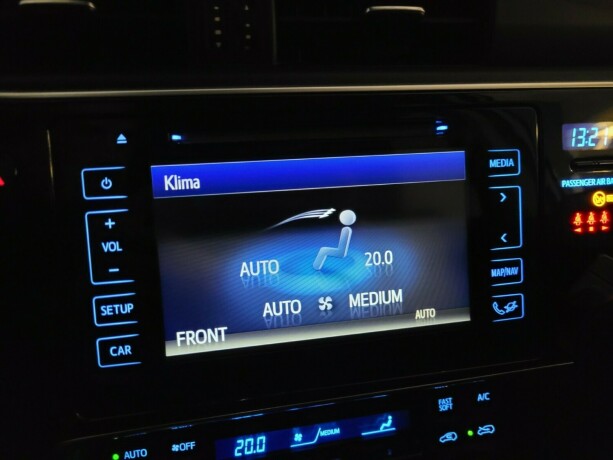 13:21
MEDIA
Klima
PASSENGER AIR BA
+
VOL
-
AUTO
20.0
MAP/NAV
AUTO
MEDIUM
SETUP
AUTO
FRONT
CAR
FAST
SOFT
A/C
AUTO
OFF
20.0
MEDIUM